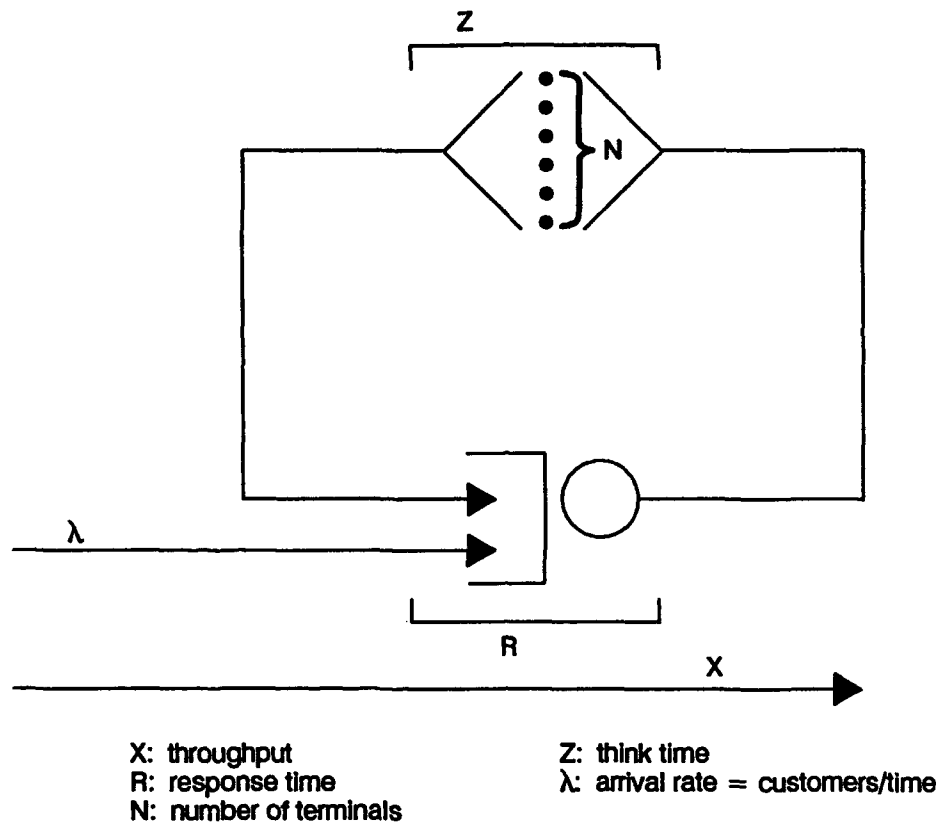 Z
N
λ
R
X
X: throughput
R: response time
N: number of terminals
Z: think time
λ: arrival rate = customers/time